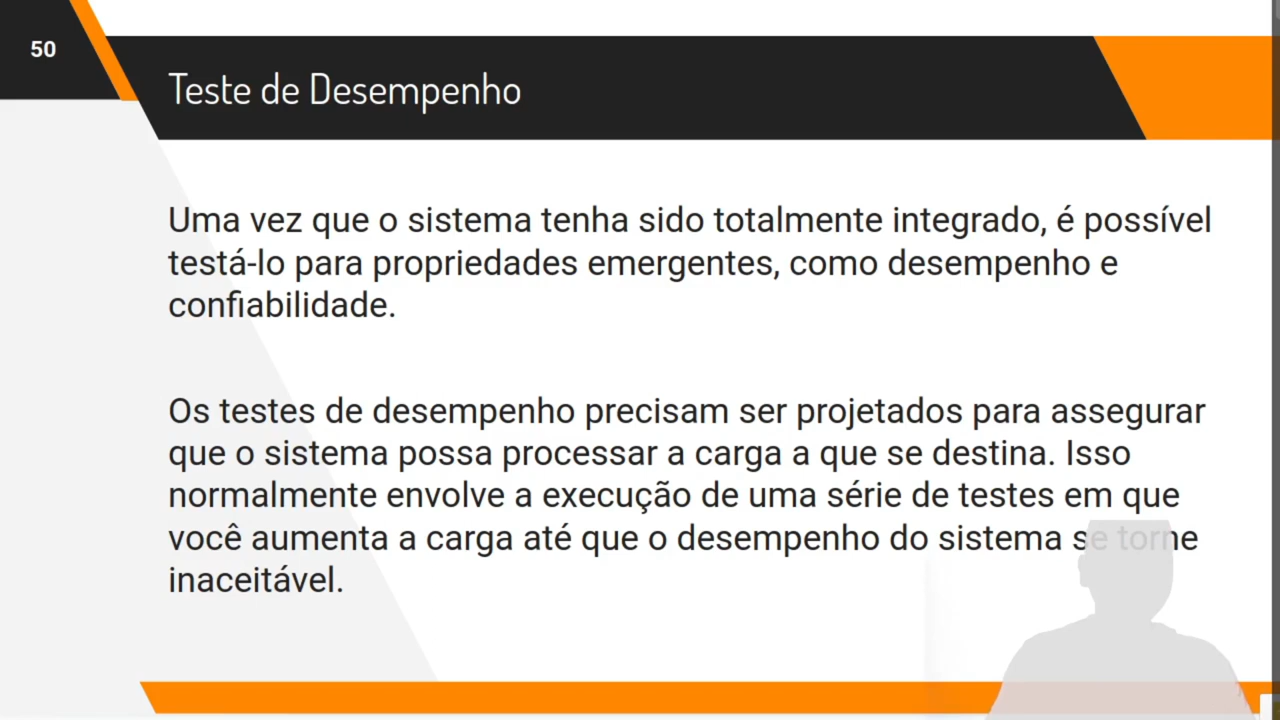 50
Teste de Desempenho
Uma vez que o sistema tenha sido totalmente integrado, é possível
testá-lo para propriedades emergentes, como desempenho e
confiabilidade.
Os testes de desempenho precisam ser projetados para assegurar
que o sistema possa processar a carga a que se destina. Isso
normalmente envolve a execução de uma série de testes em que
você aumenta a carga até que o desempenho do sistema se torne
inaceitável.